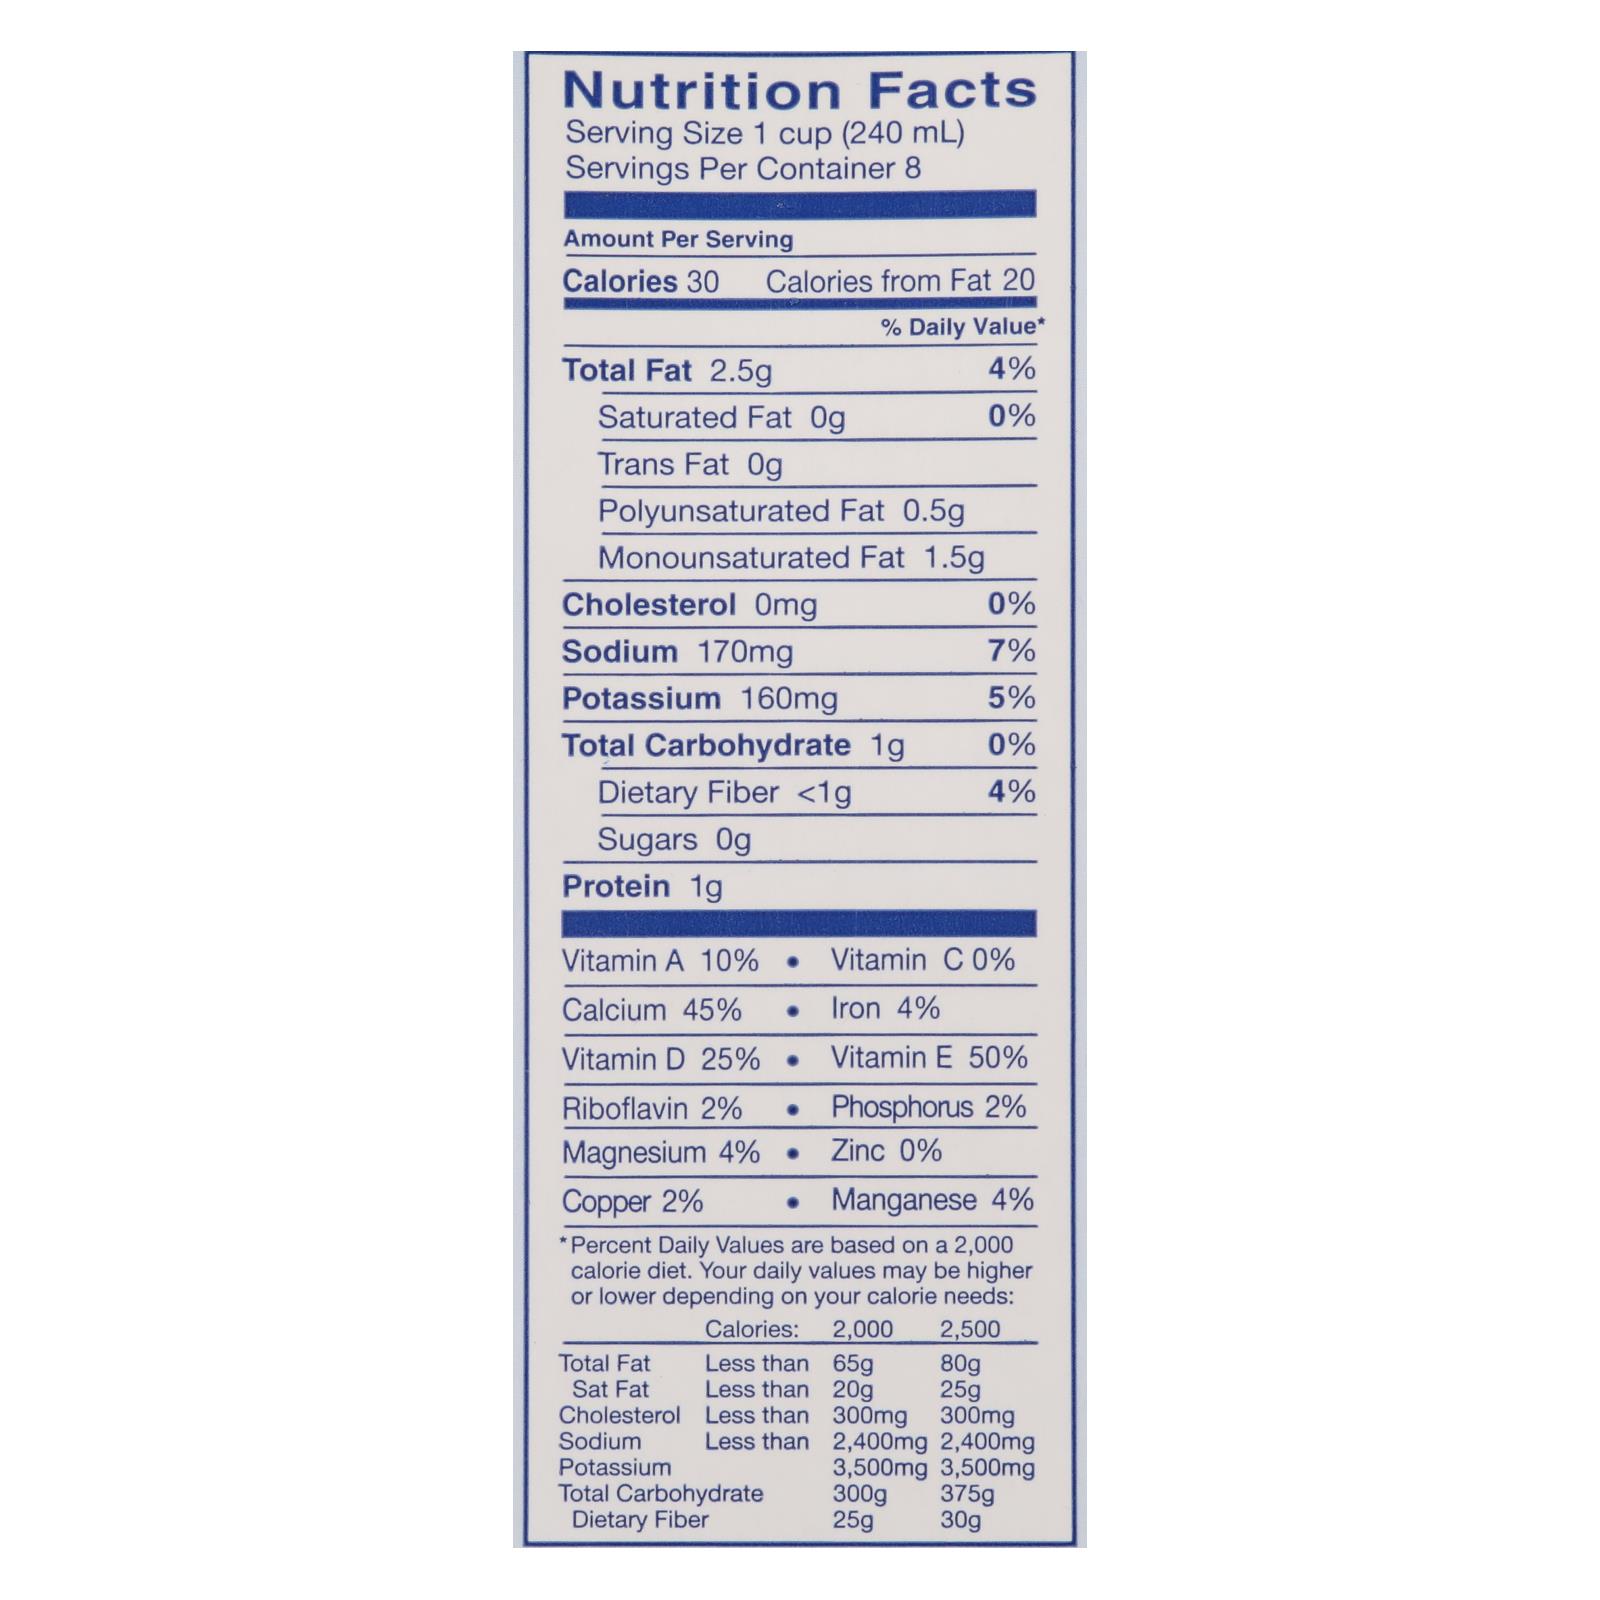 Nutrition Facts
Serving Size 1 cup (240 mL)
Servings Per Container 8
Amount Per Serving
Calories 30 Calories from Fat 20
% Daily Value*
Total Fat 2.5g 4%
Saturated Fat 0g 0%
Trans Fat 0g
Polyunsaturated Fat 0.5g
Monounsaturated Fat 1.5g
Cholesterol 0mg 0%
Sodium 170mg 7%
Potassium 160mg 5%
Total Carbohydrate 1g 0%
Dietary Fiber <1g 4%
Sugars 0g
Protein 1g
Vitamin A 10% • Vitamin C 0%
Calcium 45% • Iron 4%
Vitamin D 25% • Vitamin E 50%
Riboflavin 2% • Phosphorus 2%
Magnesium 4% • Zinc 0%
Copper 2% • Manganese 4%
*Percent Daily Values are based on a 2,000
calorie diet. Your daily values may be higher
or lower depending on your calorie needs:
Calories: 2,000 2,500
Total Fat Less than 65g 80g
Sat Fat Less than 20g 25g
Cholesterol Less than 300mg 300mg
Sodium Less than 2,400mg 2,400mg
Potassium 3,500mg 3,500mg
Total Carbohydrate 300g 375g
Dietary Fiber 25g 30g